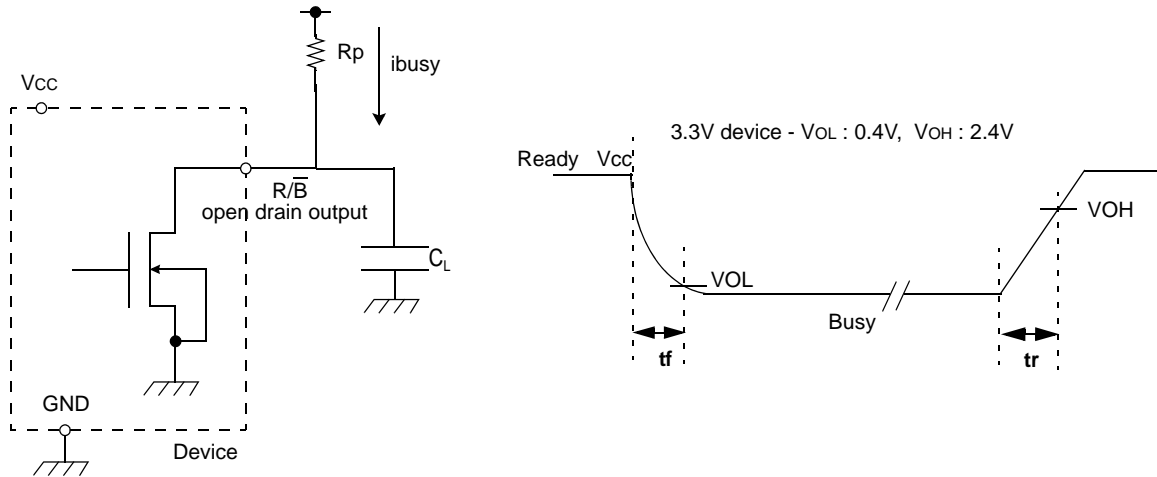 Rp
ibusy
VCC
R/B̅
open drain output
CL
GND
Device
3.3V device - VOL : 0.4V, VOH : 2.4V
Ready Vcc
VOH
VOL
Busy
tf
tr